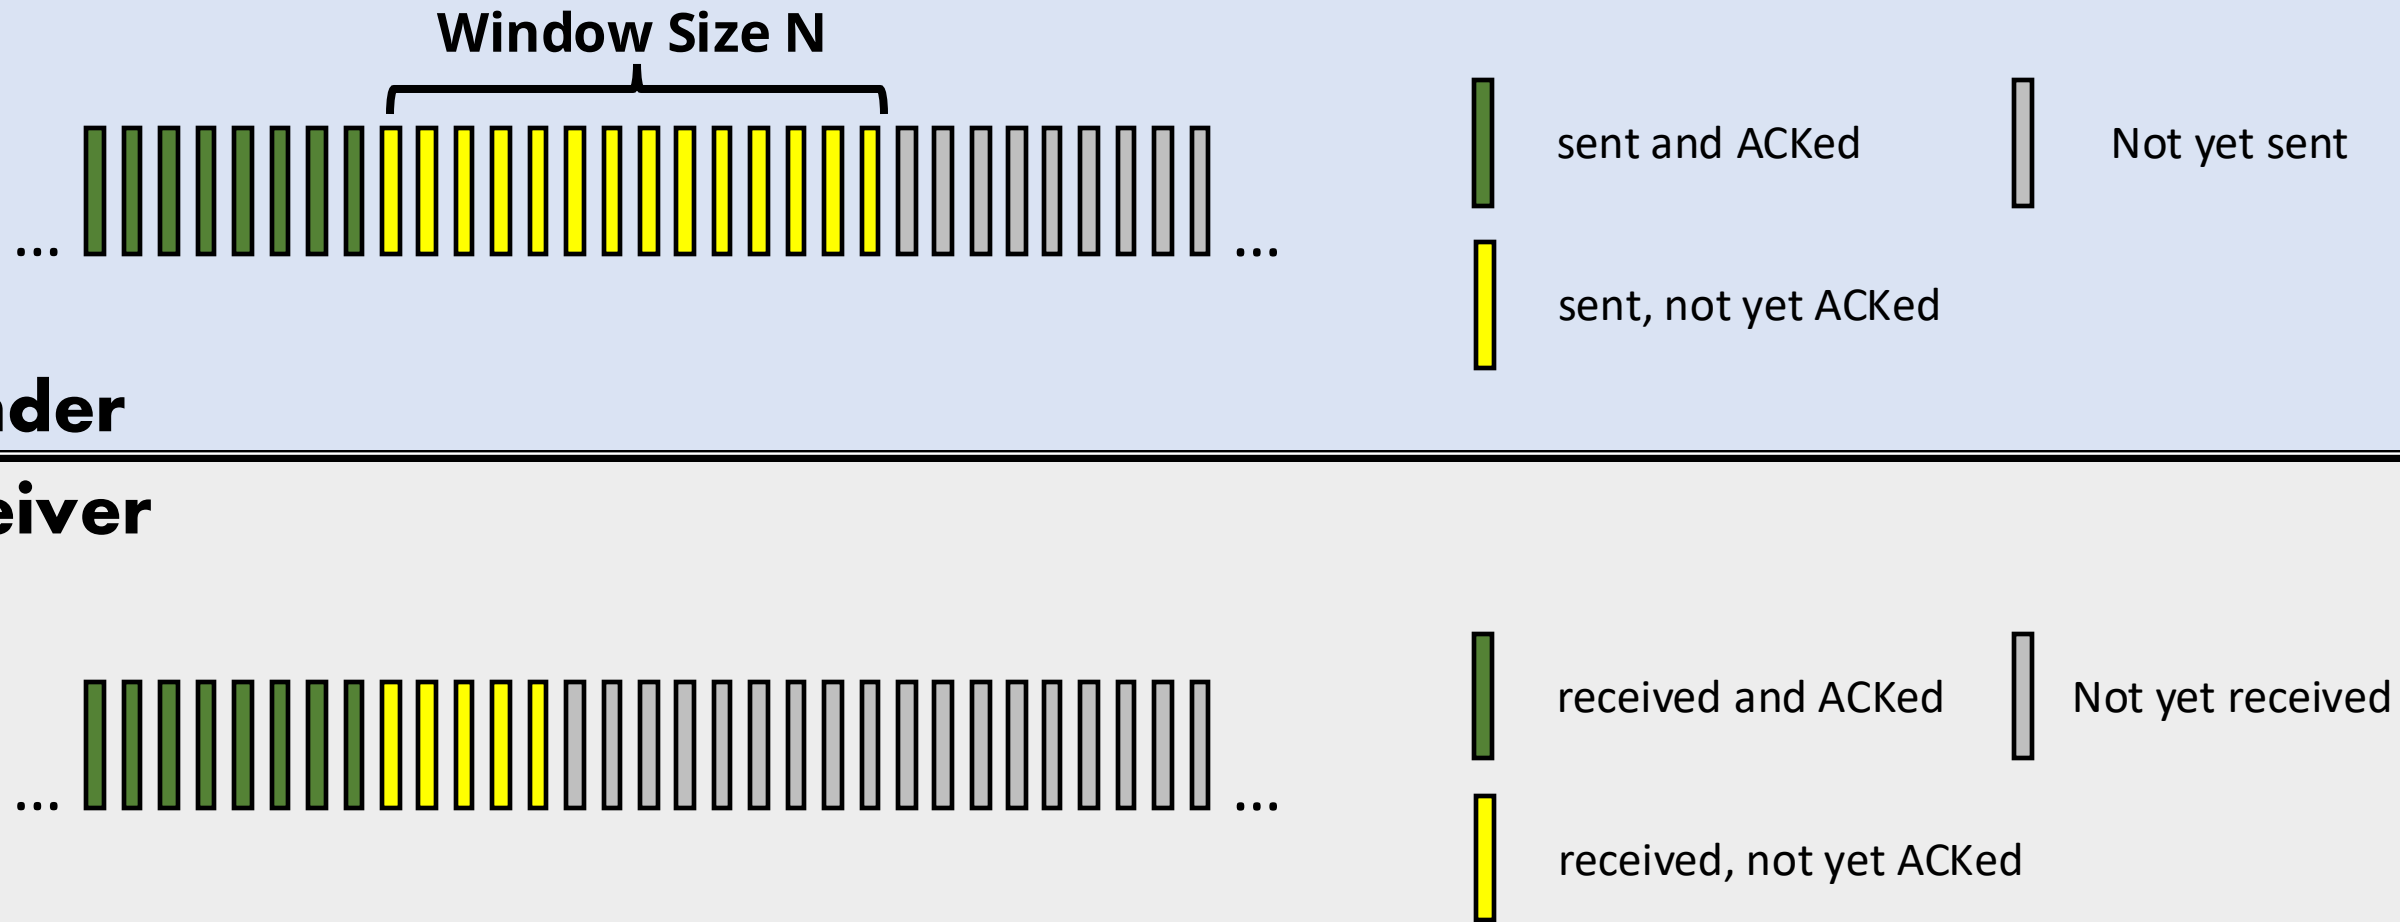 Window Size N
sent and ACKed
Not yet sent
...
...
sent, not yet ACKed
nder
eiver
received and ACKed
Not yet received
...
...
received, not yet ACKed